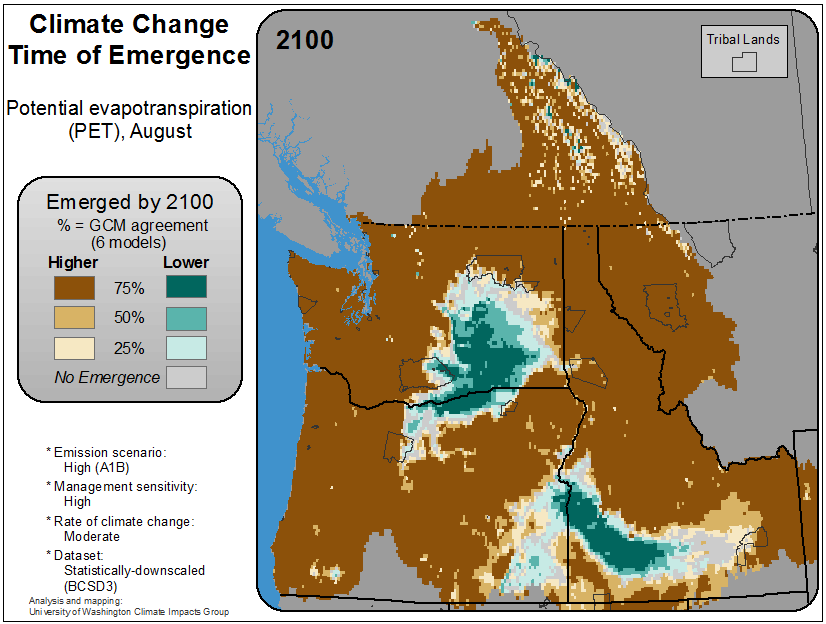 Climate Change
Time of Emergence
Potential evapotranspiration
(PET), August
Emerged by 2100
% = GCM agreement
(6 models)
Higher Lower
75%
50%
25%
No Emergence
* Emission scenario:
High (A1B)
* Management sensitivity:
High
* Rate of climate change:
Moderate
* Dataset:
Statistically-downscaled
(BCSD3)
Analysis and mapping:
University of Washington Climate Impacts Group
2100
Tribal Lands